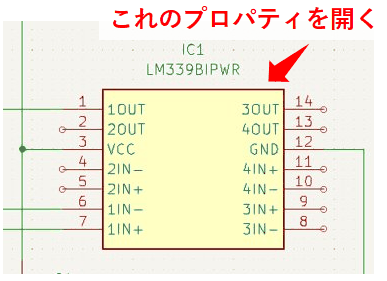 これのプロパティを開く
IC1
LM339BIPWR
1 1OUT 3OUT 14
2 2OUT 4OUT 13
3 VCC GND 12
4 2IN- 4IN+ 11
5 2IN+ 4IN- 10
6 1IN- 3IN+ 9
7 1IN+ 3IN- 8